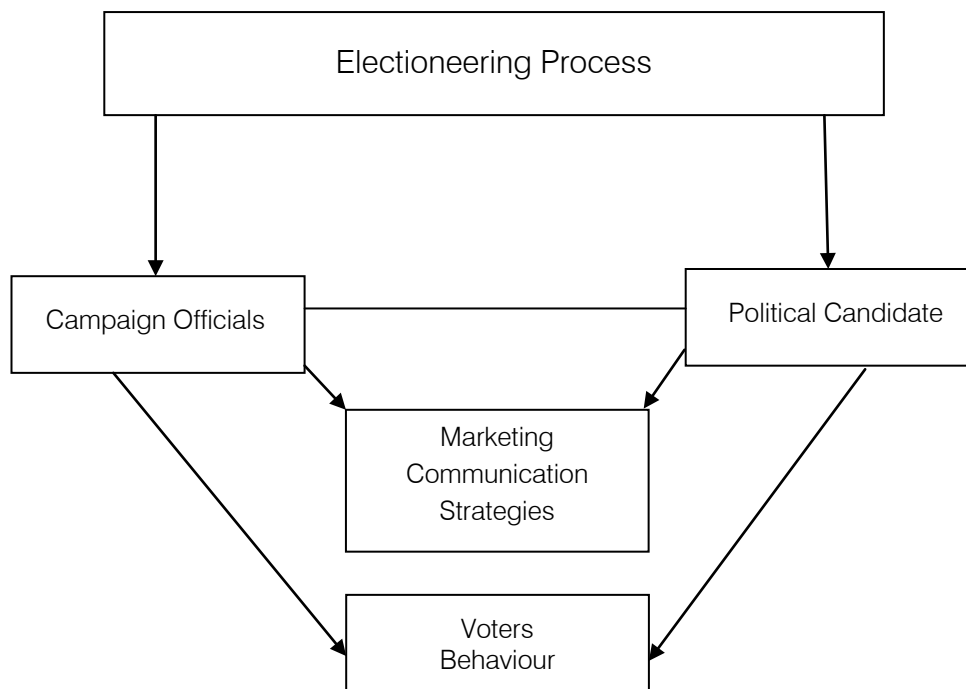 Electioneering Process
Campaign Officials
Political Candidate
Marketing
Communication
Strategies
Voters
Behaviour